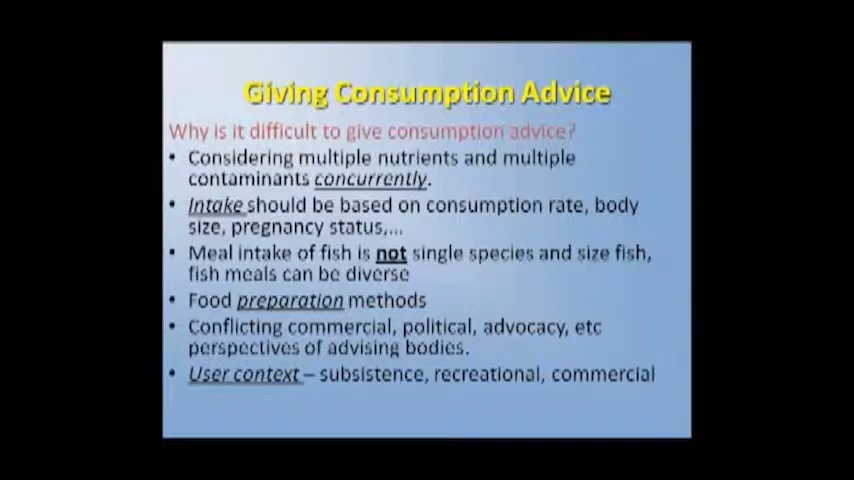 Giving Consumption Advice
Why is it difficult to give consumption advice?
• Considering multiple nutrients and multiple
contaminants concurrently.
• Intake should be based on consumption rate, body
size, pregnancy status,...
• Meal intake of fish is not single species and size fish,
fish meals can be diverse
• Food preparation methods
• Conflicting commercial, political, advocacy, etc
perspectives of advising bodies.
• User context – subsistence, recreational, commercial